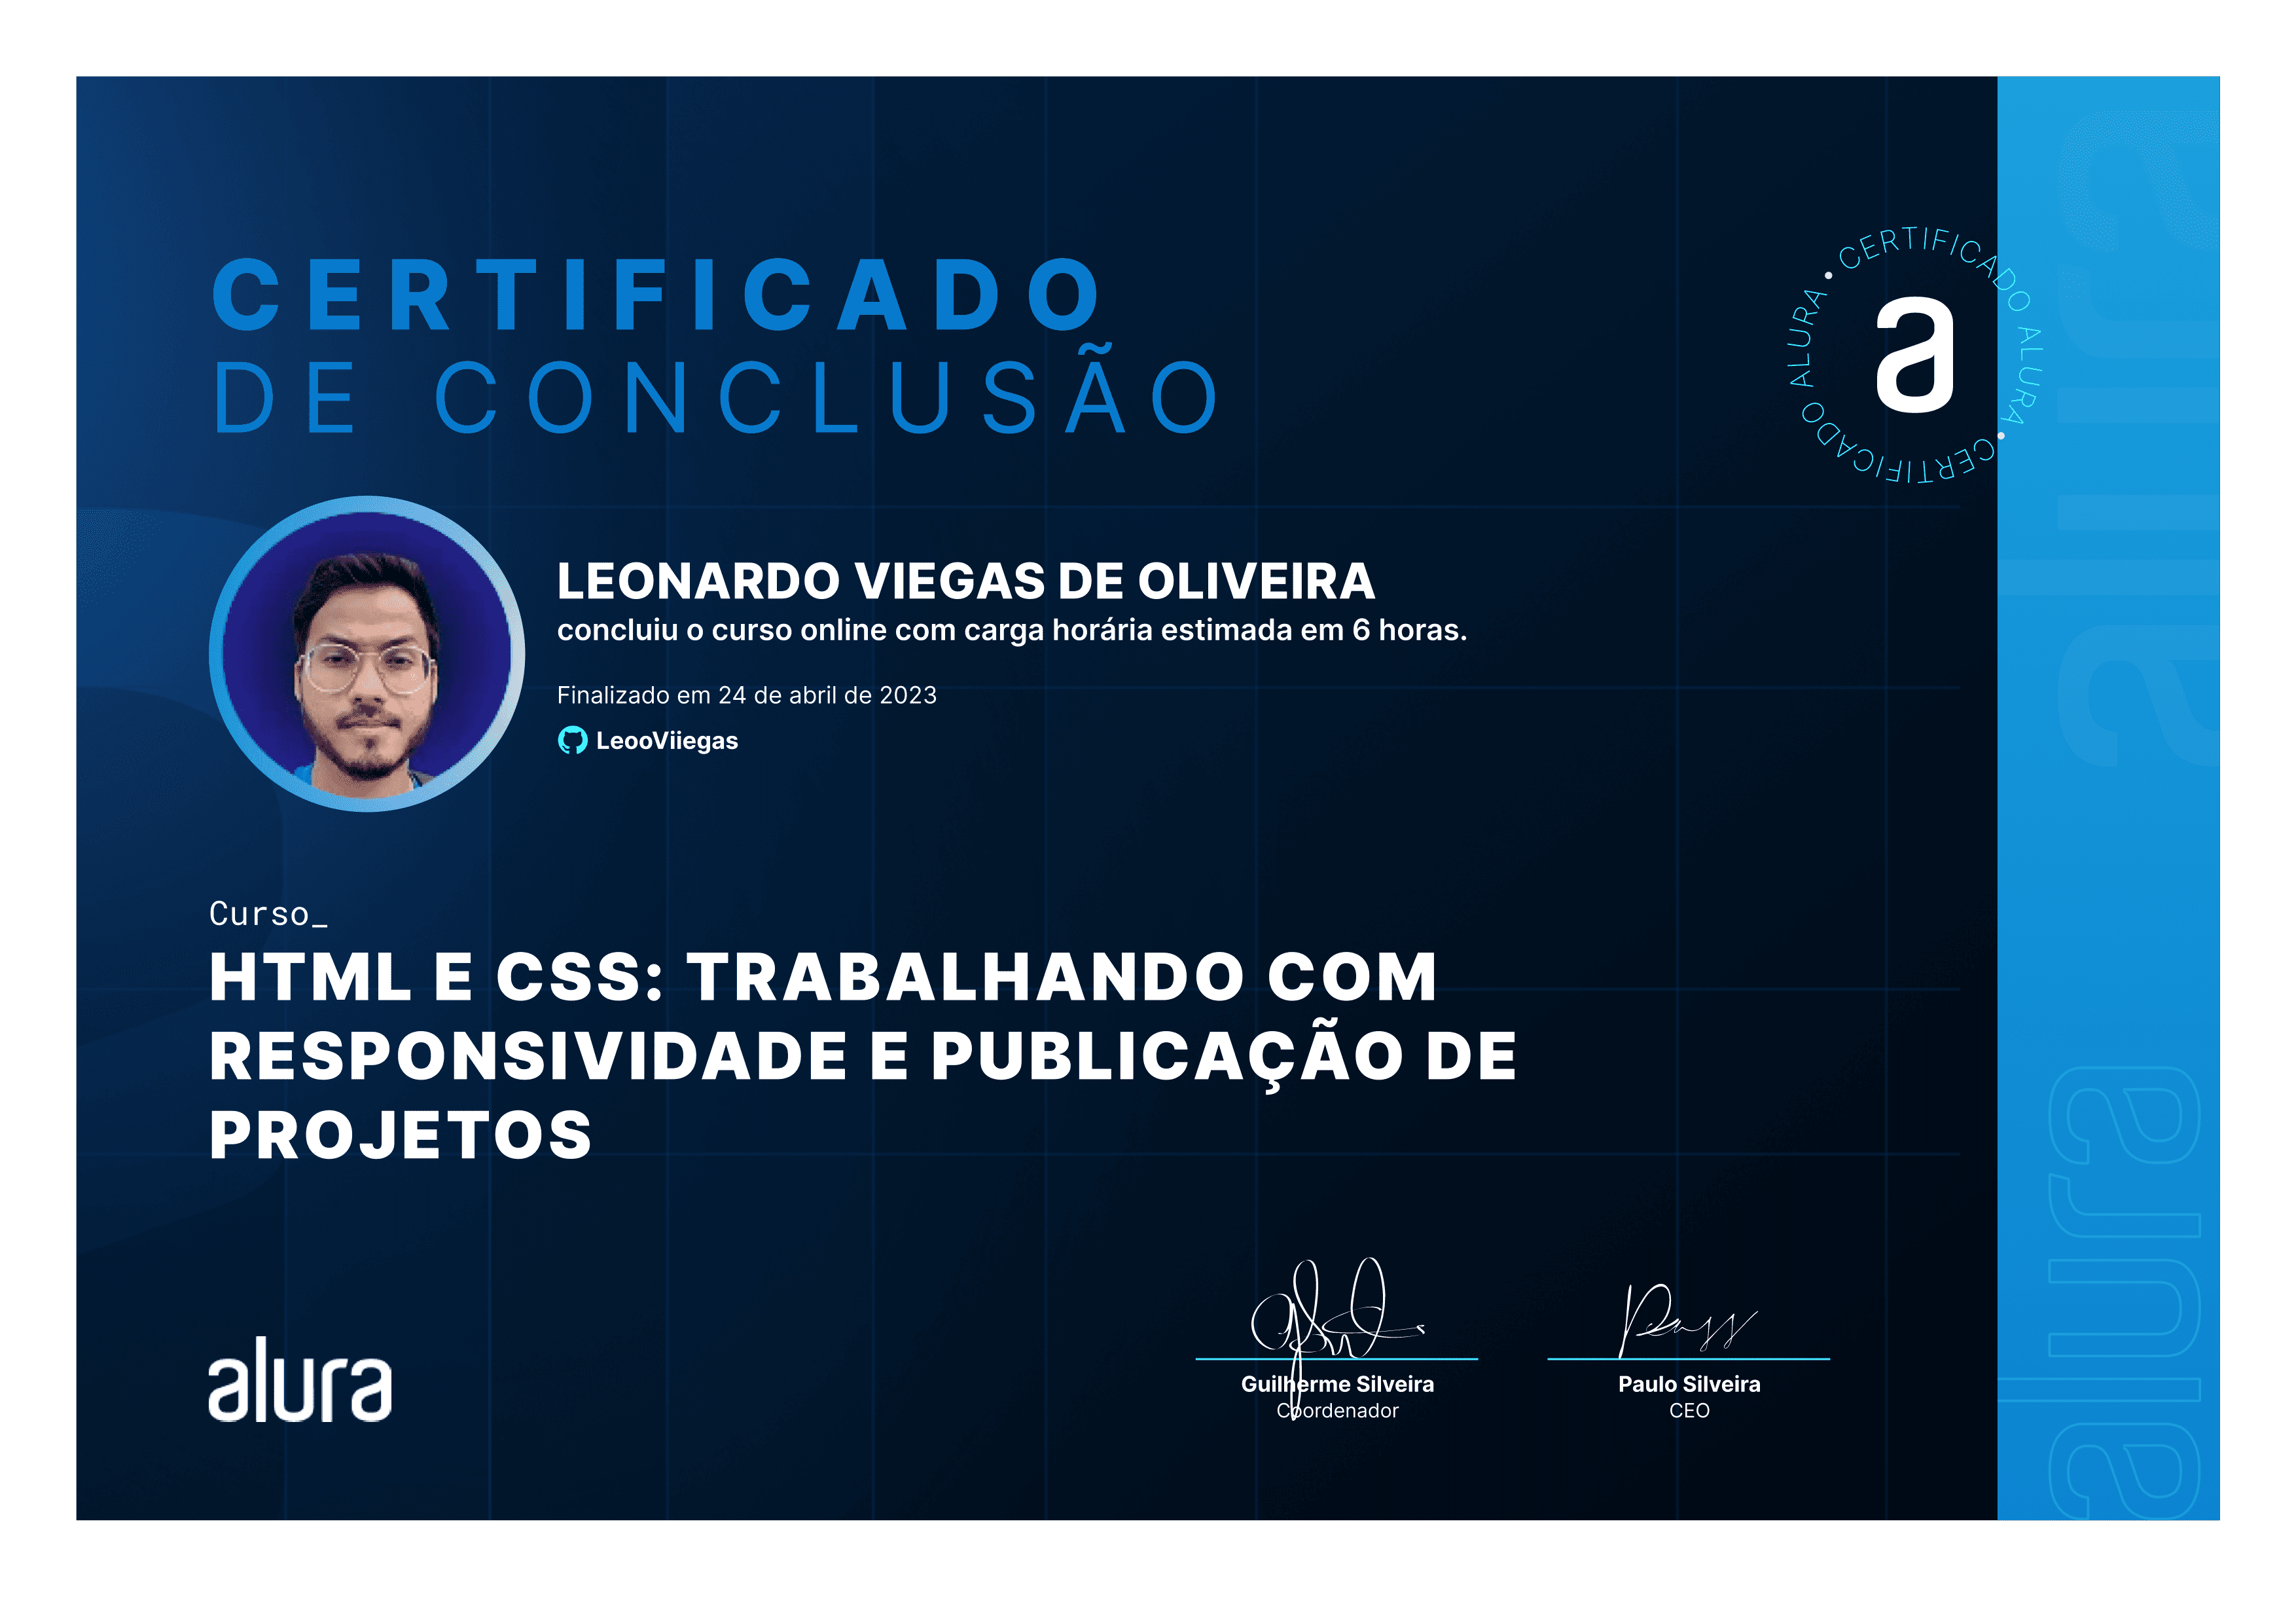 CERTIFICADO
DE CONCLUSÃO
CERTIFICADO ALURA • CERTIFICADO ALURA •
a
LEONARDO VIEGAS DE OLIVEIRA
concluiu o curso online com carga horária estimada em 6 horas.
Finalizado em 24 de abril de 2023
LeooViiegas
Curso_
HTML E CSS: TRABALHANDO COM
RESPONSIVIDADE E PUBLICAÇÃO DE
PROJETOS
alura
Guilherme Silveira
Coordenador
Paulo Silveira
CEO
alura
alura